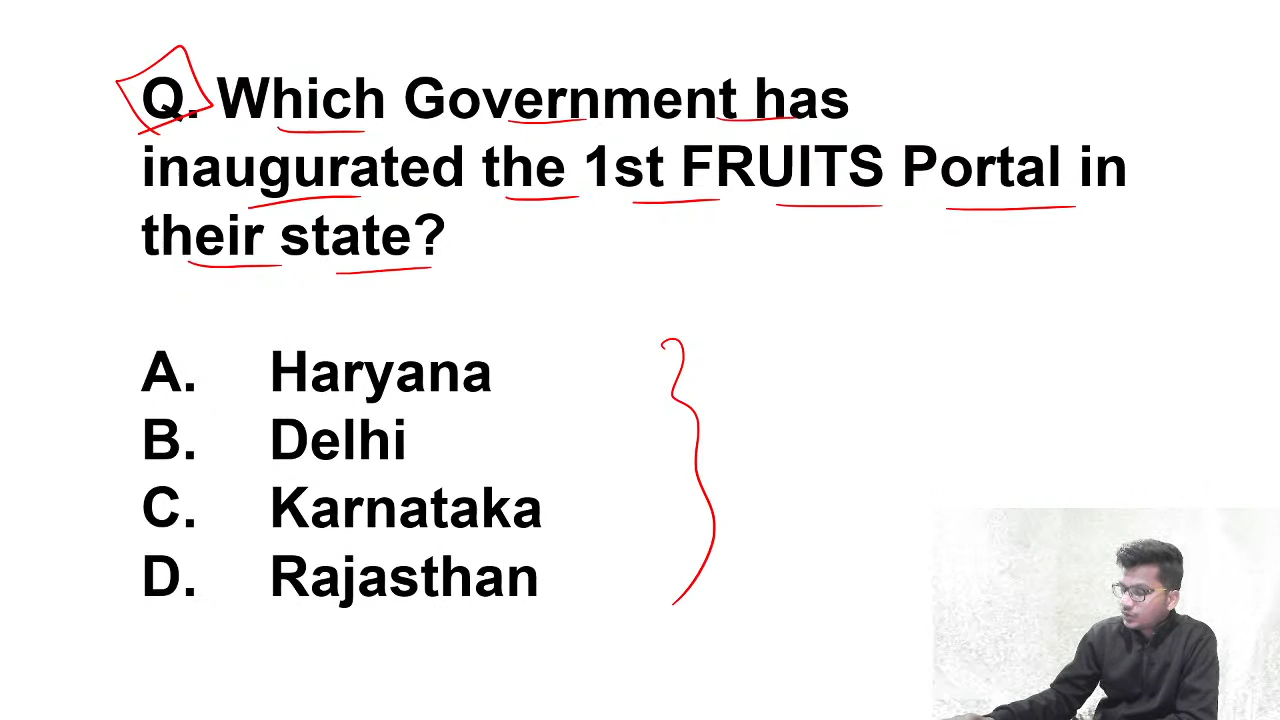 Q. Which Government has
inaugurated the 1st FRUITS Portal in
their state?
A. Haryana
B. Delhi
C. Karnataka
D. Rajasthan